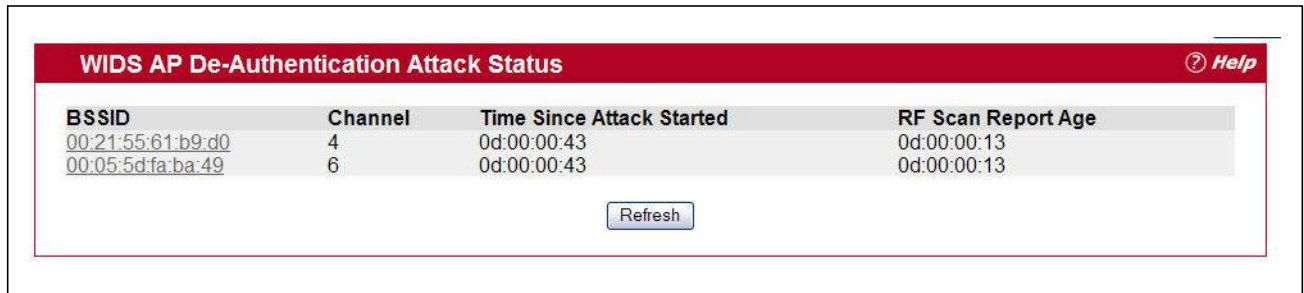 WIDS AP De-Authentication Attack Status ? Help
BSSID Channel Time Since Attack Started RF Scan Report Age
00:21:55:61:b9:d0 4 0d:00:00:43 0d:00:00:13
00:05:5d:fa:ba:49 6 0d:00:00:43 0d:00:00:13
Refresh